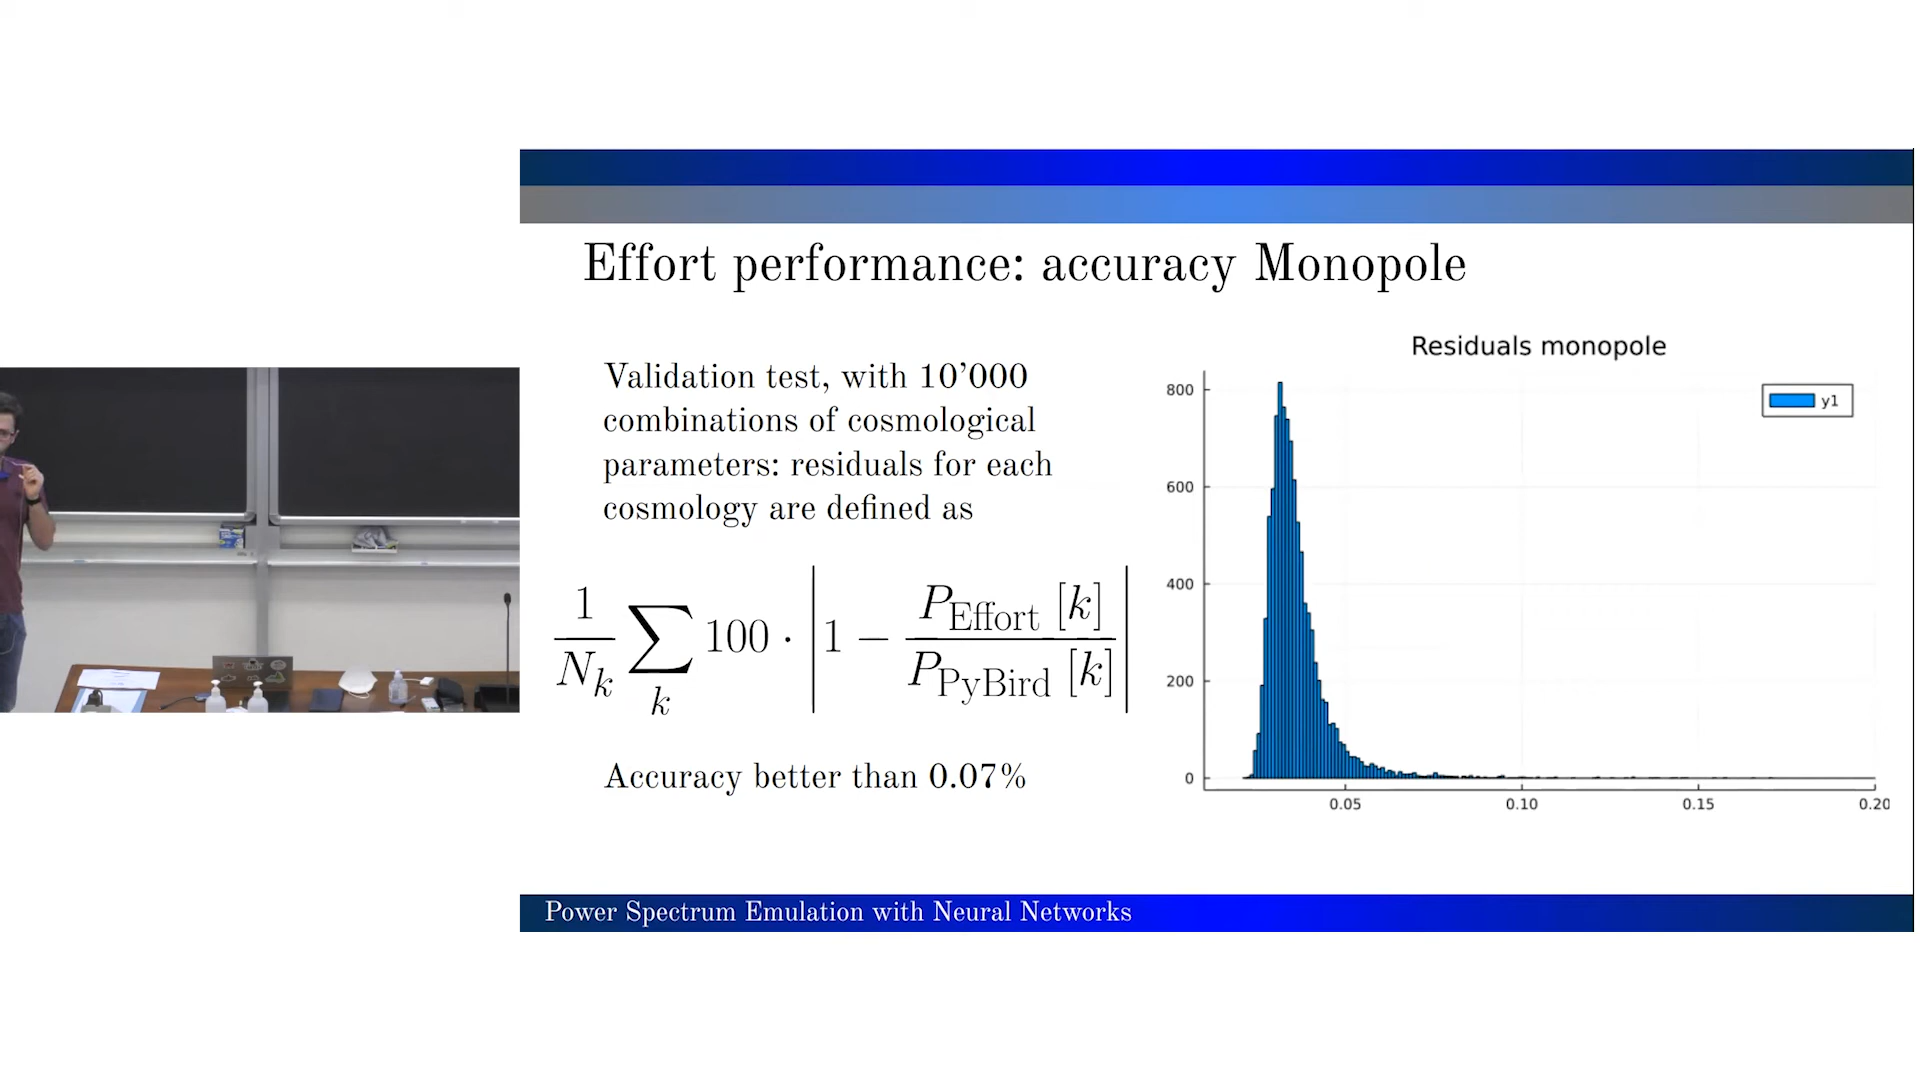 Effort performance: accuracy Monopole
Validation test, with 10’000
combinations of cosmological
parameters: residuals for each
cosmology are defined as
1/N_k ∑_k 100 · |1 − P_Effort [k] / P_PyBird [k]|
Accuracy better than 0.07%
Residuals monopole
y1
800
600
400
200
0
0.05 0.10 0.15 0.20
Power Spectrum Emulation with Neural Networks